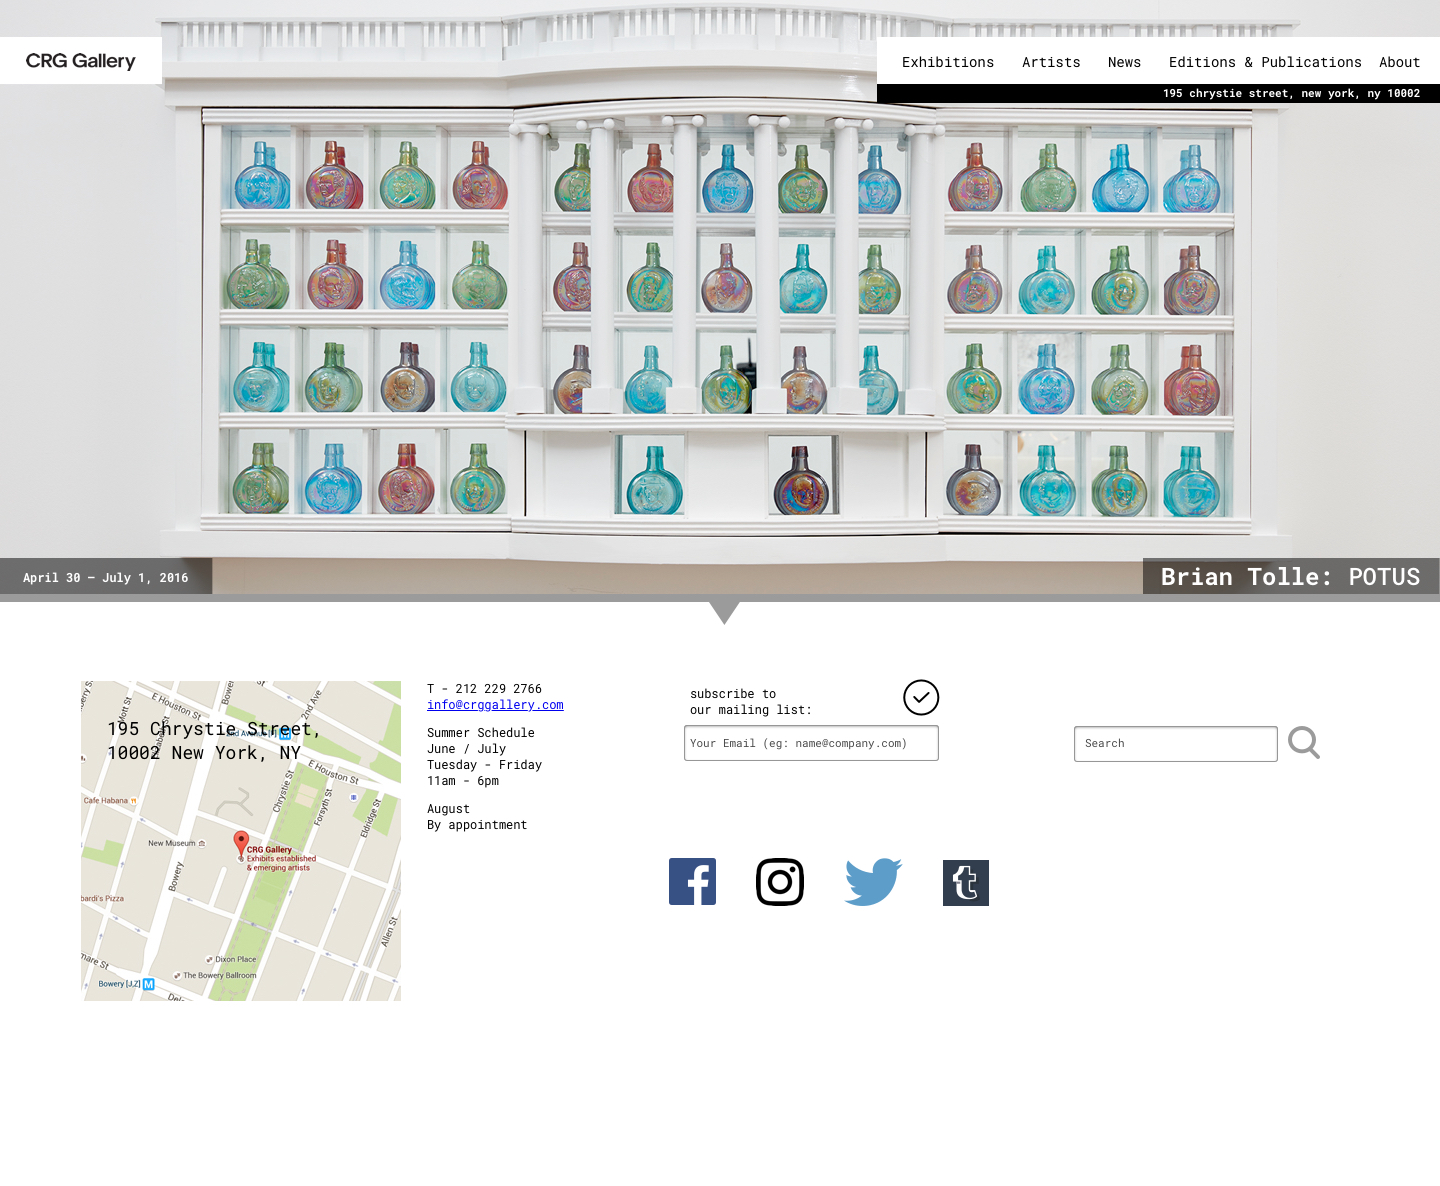 CRG Gallery
Exhibitions Artists News Editions & Publications About
195 chrystie street, new york, ny 10002
April 30 – July 1, 2016
Brian Tolle: POTUS
195 Chrystie Street,
10002 New York, NY
E Houston St
Mott St
2nd Ave
E Houston St
Chrystie St
Forsyth St
Eldridge St
Cafe Habana
New Museum
CRG Gallery
Exhibits established
& emerging artists
Bowery
Allen St
Dixon Place
The Bowery Ballroom
Bowery [J,Z] M
T - 212 229 2766
info@crggallery.com
Summer Schedule
June / July
Tuesday - Friday
11am - 6pm
August
By appointment
subscribe to
our mailing list:
Your Email (eg: name@company.com)
Search